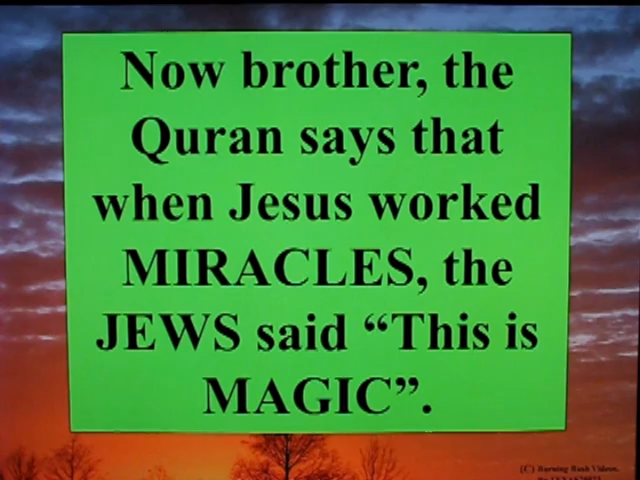 Now brother, the
Quran says that
when Jesus worked
MIRACLES, the
JEWS said “This is
MAGIC”.
(C) Burning Bush Videos.